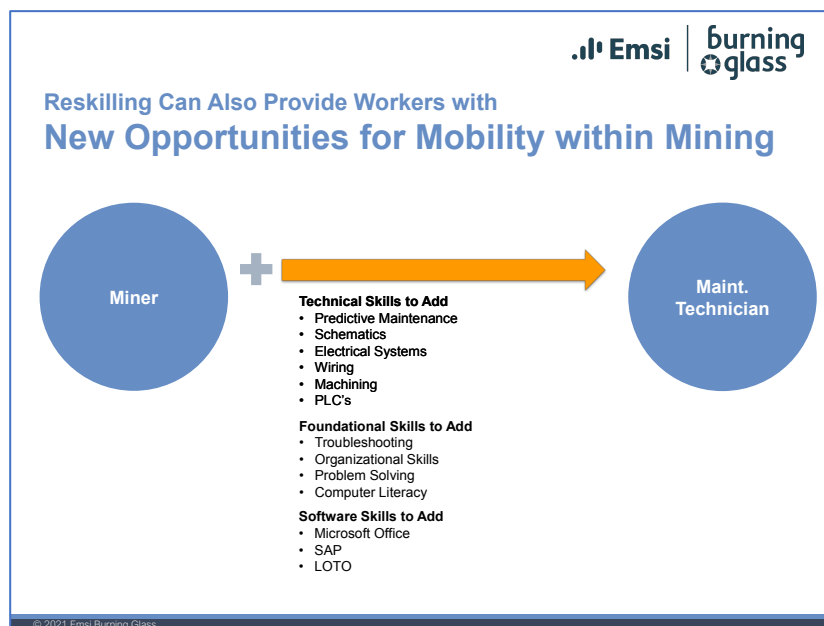 Emsi
burning
glass
Reskilling Can Also Provide Workers with
New Opportunities for Mobility within Mining
Miner
Maint.
Technician
Technical Skills to Add
• Predictive Maintenance
• Schematics
• Electrical Systems
• Wiring
• Machining
• PLC's
Foundational Skills to Add
• Troubleshooting
• Organizational Skills
• Problem Solving
• Computer Literacy
Software Skills to Add
• Microsoft Office
• SAP
• LOTO
© 2021 Emsi Burning Glass